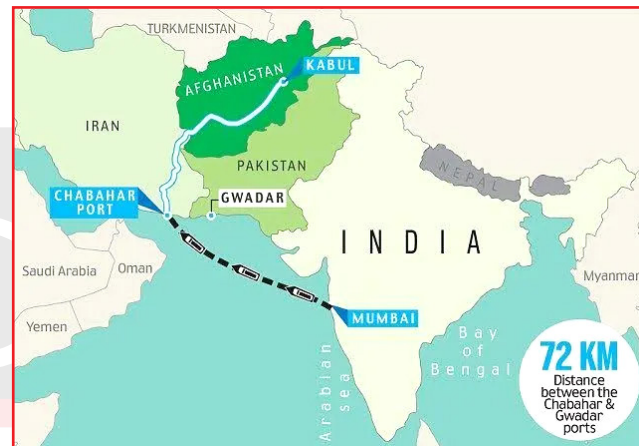 TURKMENISTAN
AFGHANISTAN
KABUL
IRAN
PAKISTAN
CHABAHAR
PORT
GWADAR
NEPAL
INDIA
Saudi Arabia
Oman
Myanmar
Yemen
MUMBAI
Arabian
sea
Bay
of
Bengal
72 KM
Distance
between the
Chabahar &
Gwadar
ports